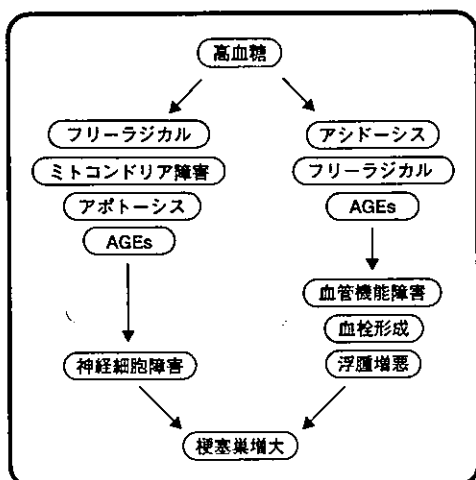 高血糖
フリーラジカル
ミトコンドリア障害
アポトーシス
AGEs
神経細胞障害
アシドーシス
フリーラジカル
AGEs
血管機能障害
血栓形成
浮腫増悪
梗塞巣増大